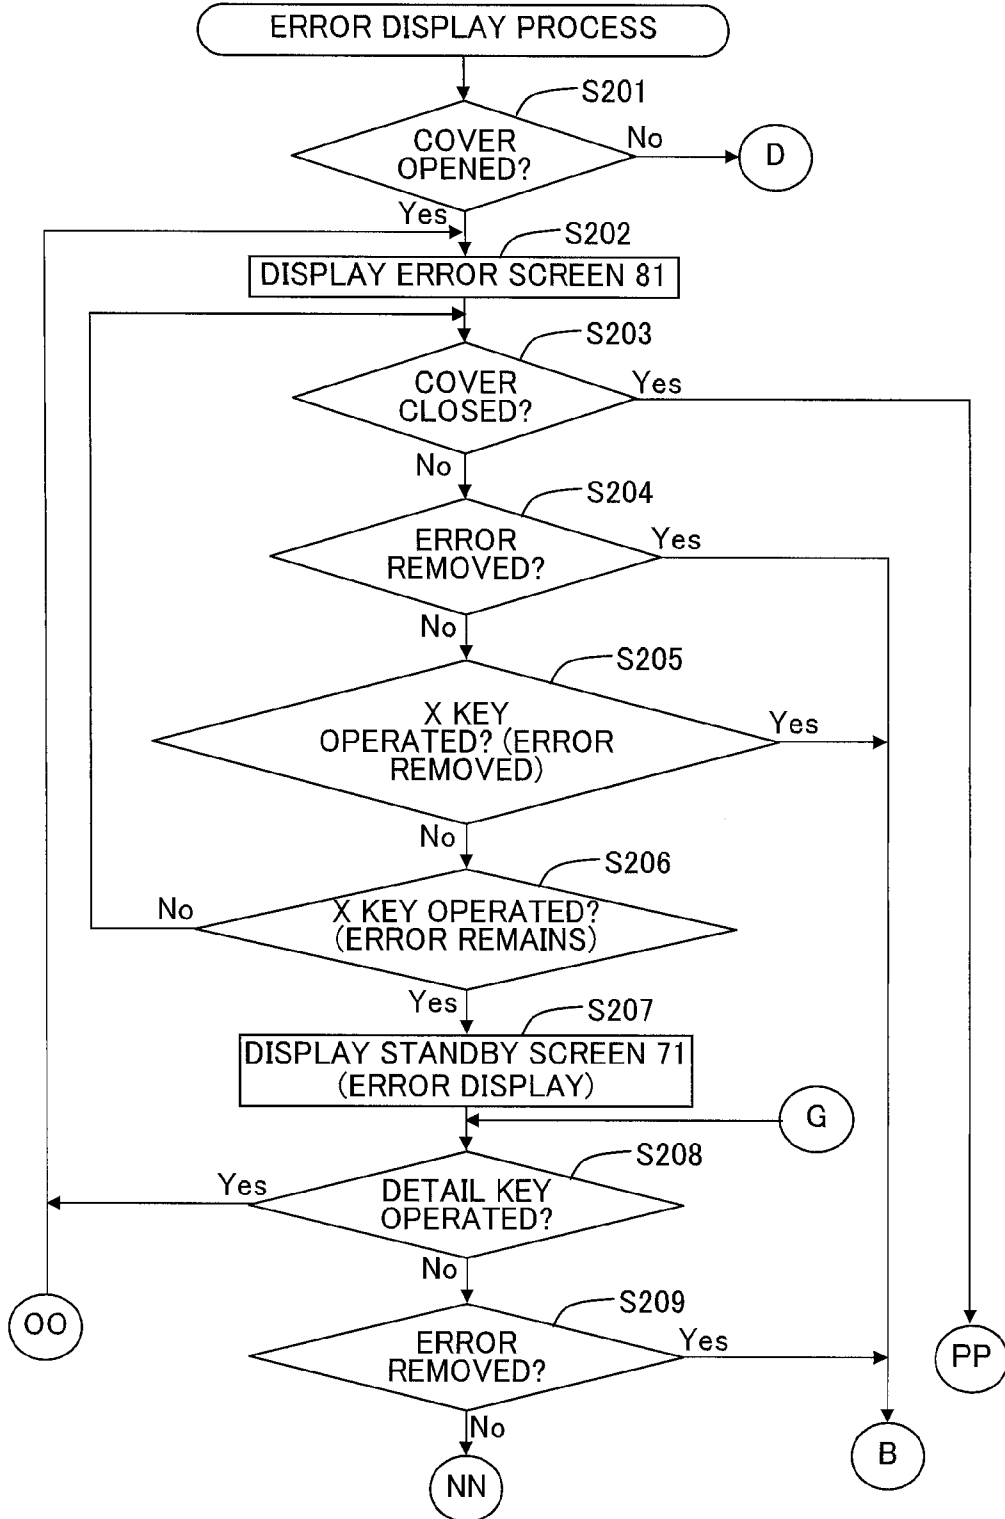 ERROR DISPLAY PROCESS
S201
COVER
OPENED?
No
D
Yes
S202
DISPLAY ERROR SCREEN 81
S203
COVER
CLOSED?
Yes
No
S204
ERROR
REMOVED?
Yes
No
S205
X KEY
OPERATED? (ERROR
REMOVED)
Yes
No
S206
X KEY OPERATED?
(ERROR REMAINS)
No
Yes
S207
DISPLAY STANDBY SCREEN 71
(ERROR DISPLAY)
G
S208
DETAIL KEY
OPERATED?
Yes
No
OO
S209
ERROR
REMOVED?
Yes
PP
No
B
NN